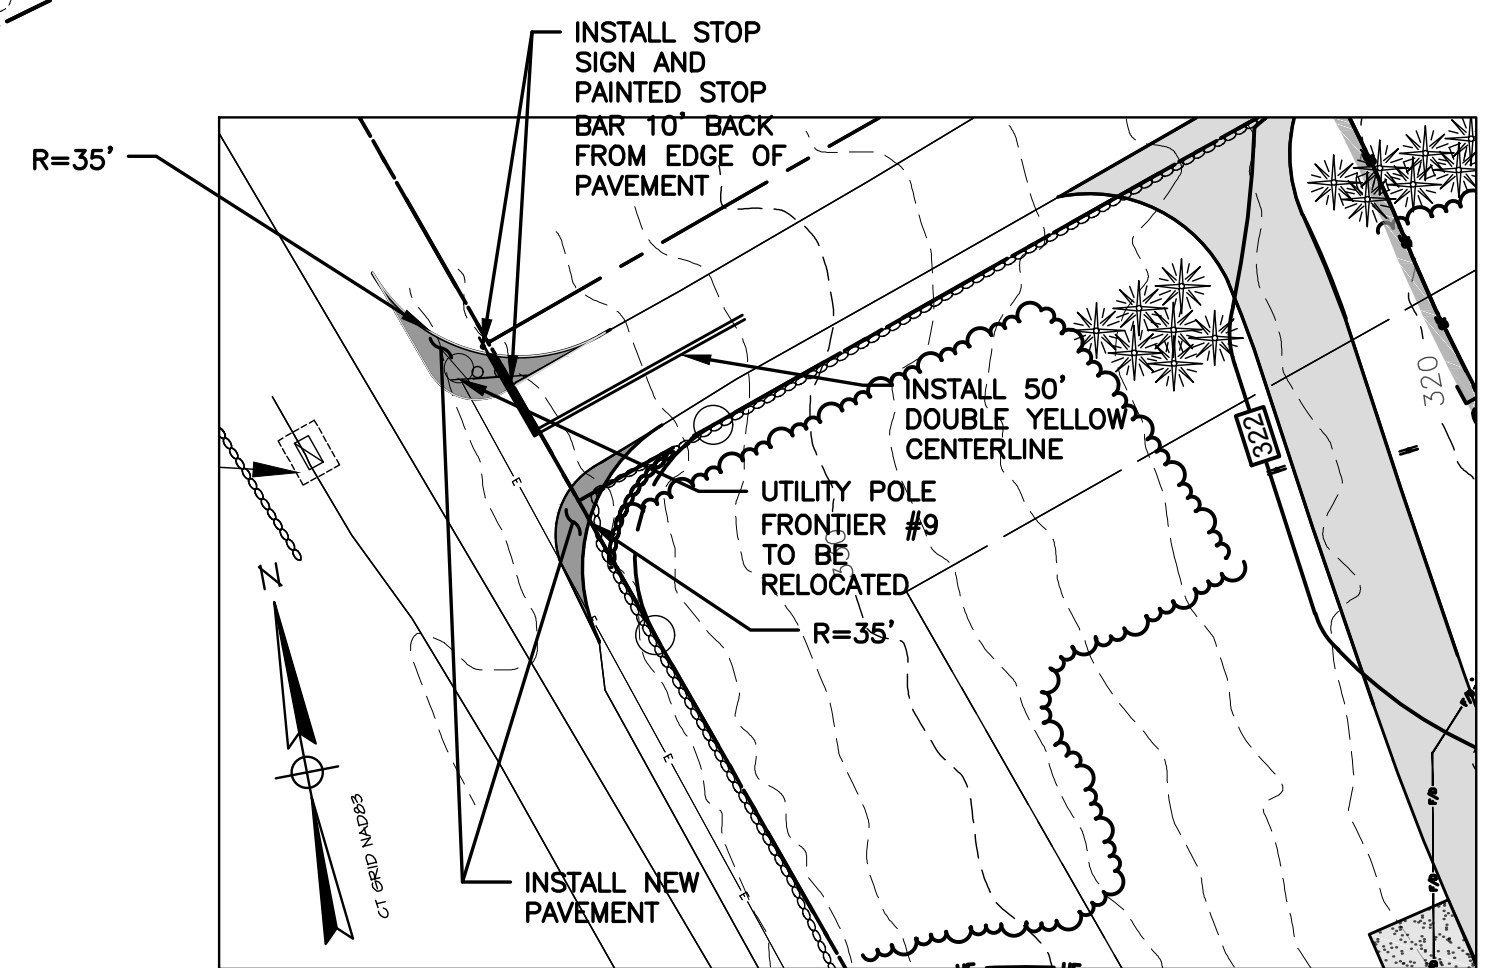 INSTALL STOP
SIGN AND
PAINTED STOP
BAR 10' BACK
FROM EDGE OF
PAVEMENT
R=35'
INSTALL 50'
DOUBLE YELLOW
CENTERLINE
320
322
UTILITY POLE
FRONTIER #9
TO BE
RELOCATED
R=35'
N
CT GRID NAD83
E
E
E
INSTALL NEW
PAVEMENT